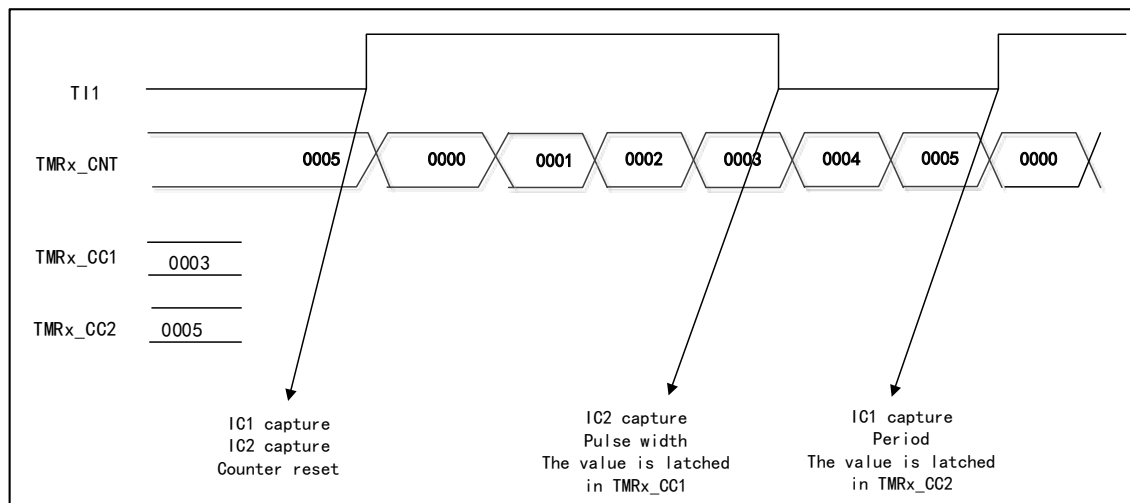 TI1
TMRx_CNT
0005 0000 0001 0002 0003 0004 0005 0000
TMRx_CC1
0003
TMRx_CC2
0005
IC1 capture
IC2 capture
Counter reset
IC2 capture
Pulse width
The value is latched
in TMRx_CC1
IC1 capture
Period
The value is latched
in TMRx_CC2